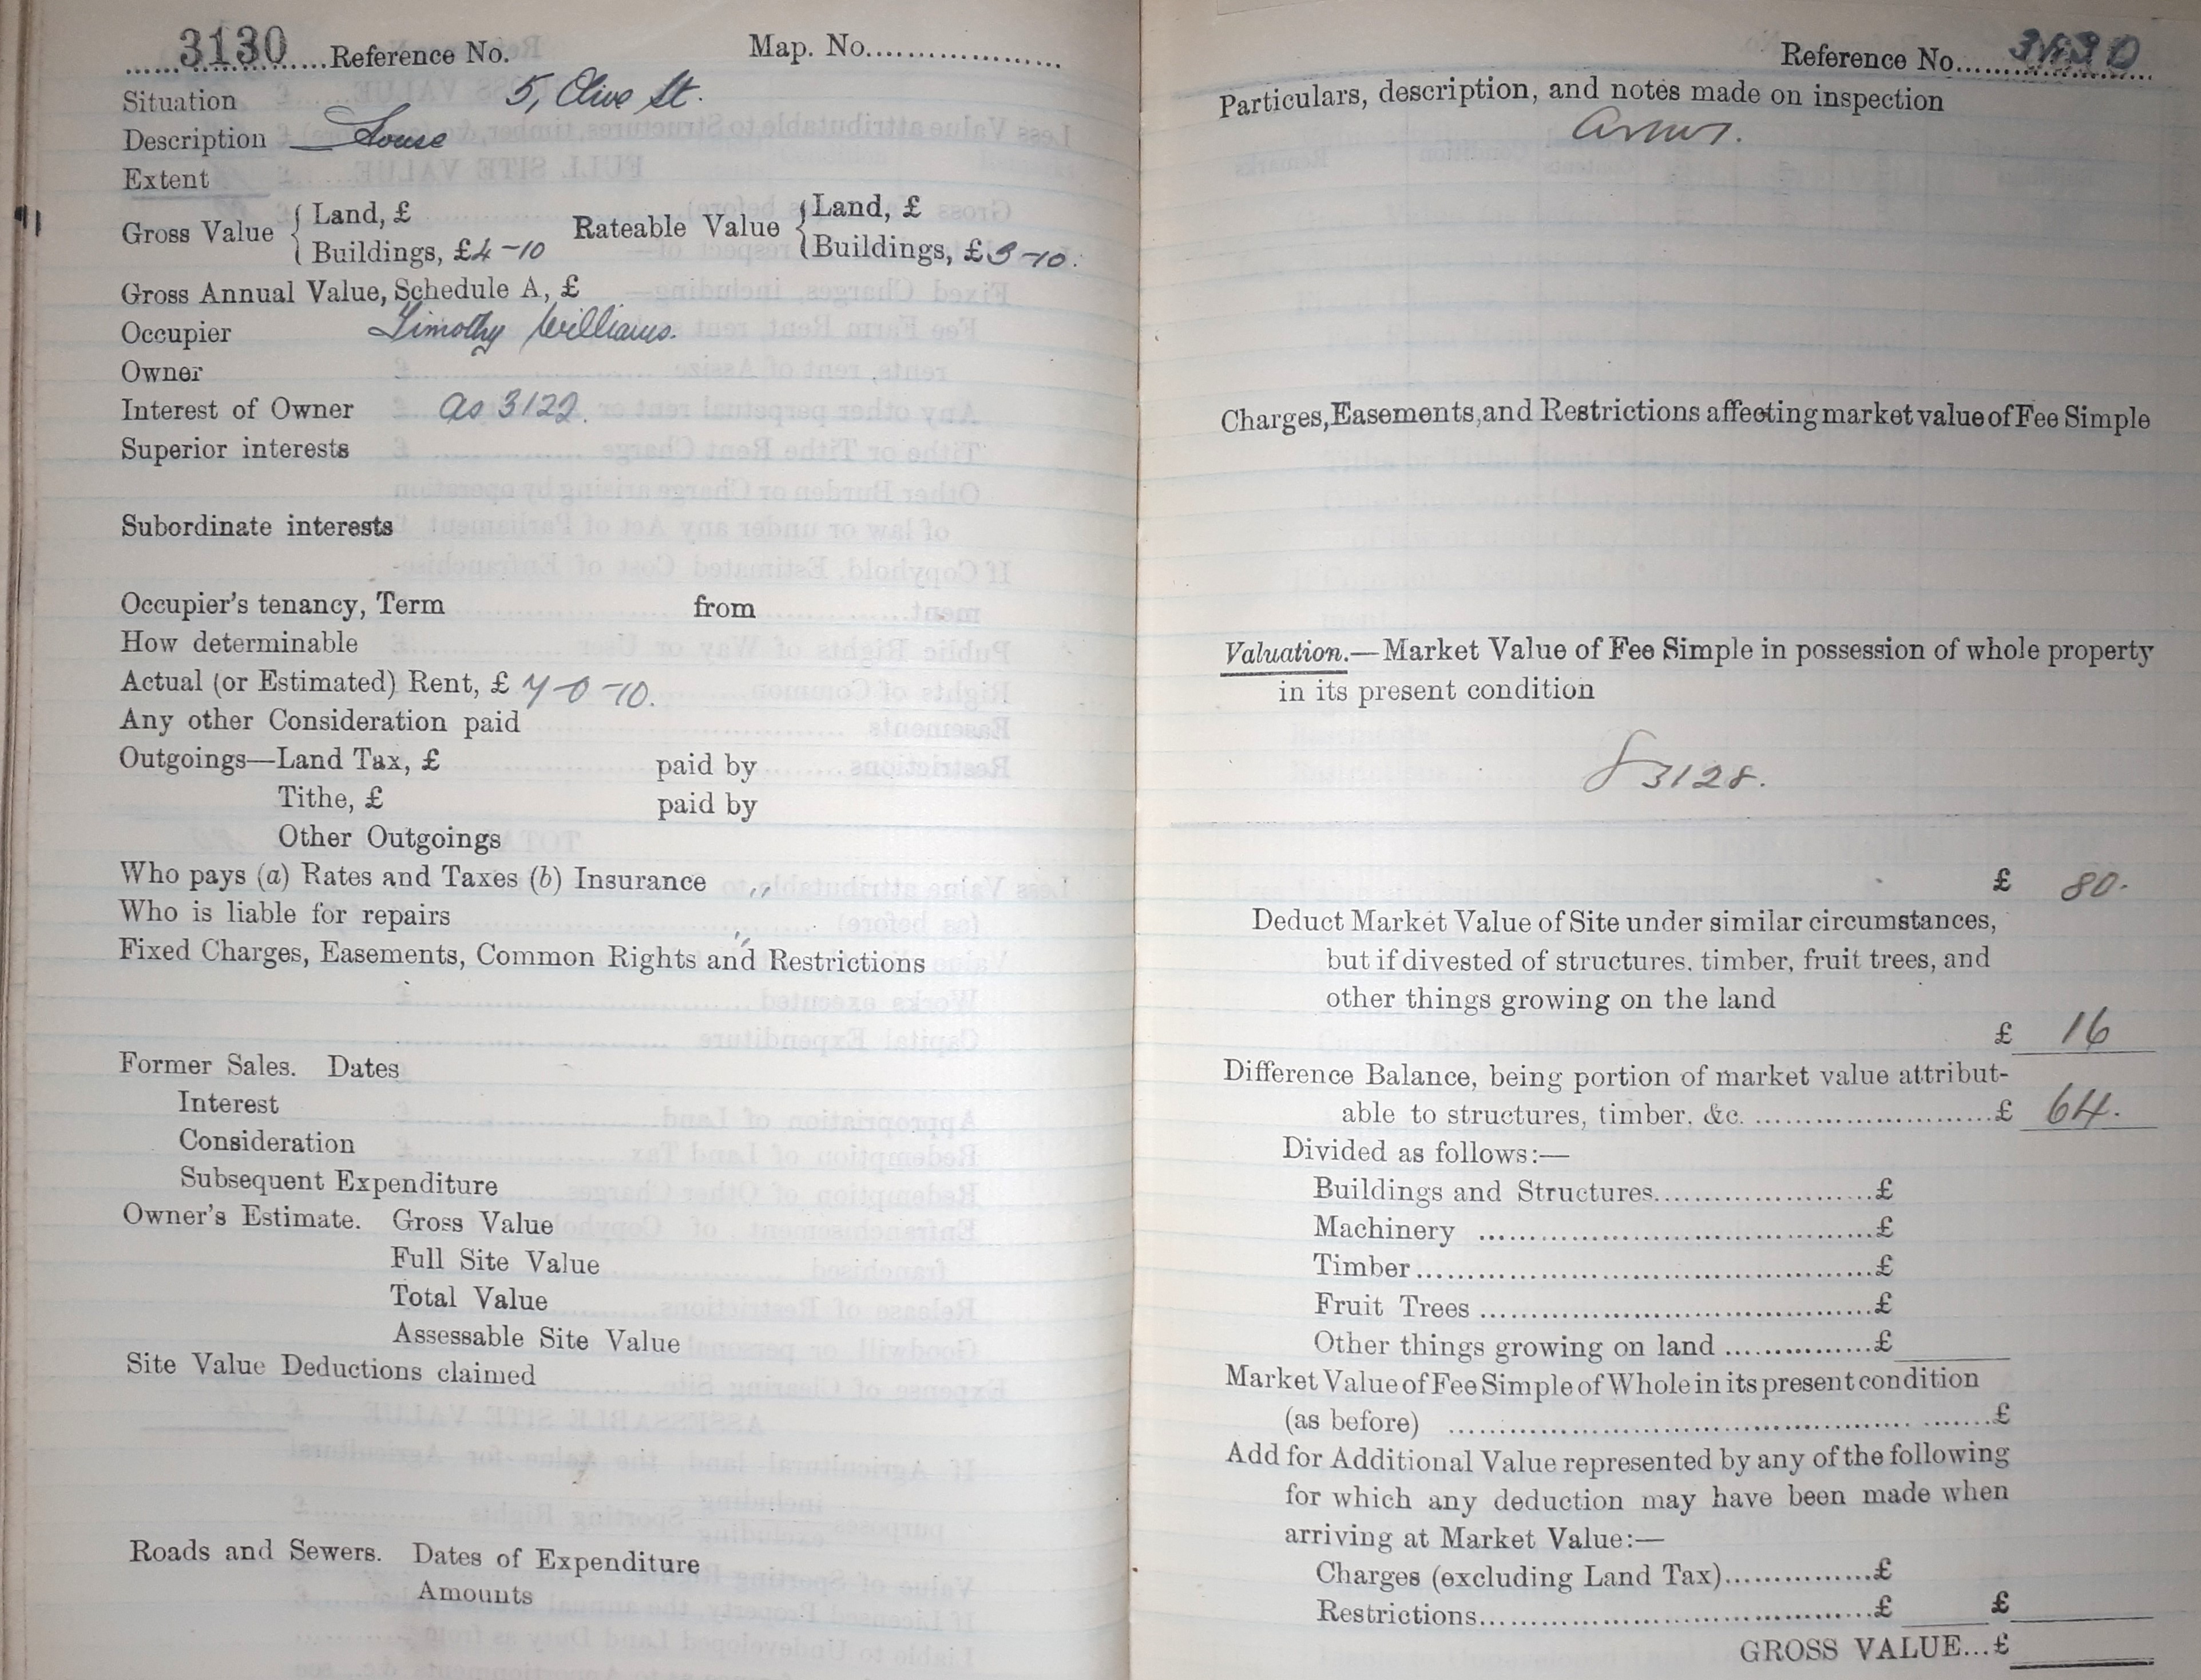 3130 Reference No. Map. No.
Situation 5, Clive St.
Description House
Extent
Gross Value { Land, £
Buildings, £4-10
Rateable Value { Land, £
Buildings, £3-10.
Gross Annual Value, Schedule A, £
Occupier Timothy Williams.
Owner
Interest of Owner as 3122.
Superior interests
Subordinate interests
Occupier's tenancy, Term from
How determinable
Actual (or Estimated) Rent, £ 7-0-10.
Any other Consideration paid
Outgoings—Land Tax, £ paid by
Tithe, £ paid by
Other Outgoings
Who pays (a) Rates and Taxes (b) Insurance ,,
Who is liable for repairs ,,
Fixed Charges, Easements, Common Rights and Restrictions
Former Sales. Dates
Interest
Consideration
Subsequent Expenditure
Owner's Estimate. Gross Value
Full Site Value
Total Value
Assessable Site Value
Site Value Deductions claimed
Roads and Sewers. Dates of Expenditure
Amounts
Reference No. 3130
Particulars, description, and notes made on inspection
Charges, Easements, and Restrictions affecting market value of Fee Simple
Valuation.—Market Value of Fee Simple in possession of whole property
in its present condition
3128.
£ 80.
Deduct Market Value of Site under similar circumstances,
but if divested of structures, timber, fruit trees, and
other things growing on the land
£ 16
Difference Balance, being portion of market value attribut-
able to structures, timber, &c. £ 64.
Divided as follows:—
Buildings and Structures £
Machinery £
Timber £
Fruit Trees £
Other things growing on land £
Market Value of Fee Simple of Whole in its present condition
(as before) £
Add for Additional Value represented by any of the following
for which any deduction may have been made when
arriving at Market Value:—
Charges (excluding Land Tax) £
Restrictions £ £
GROSS VALUE... £